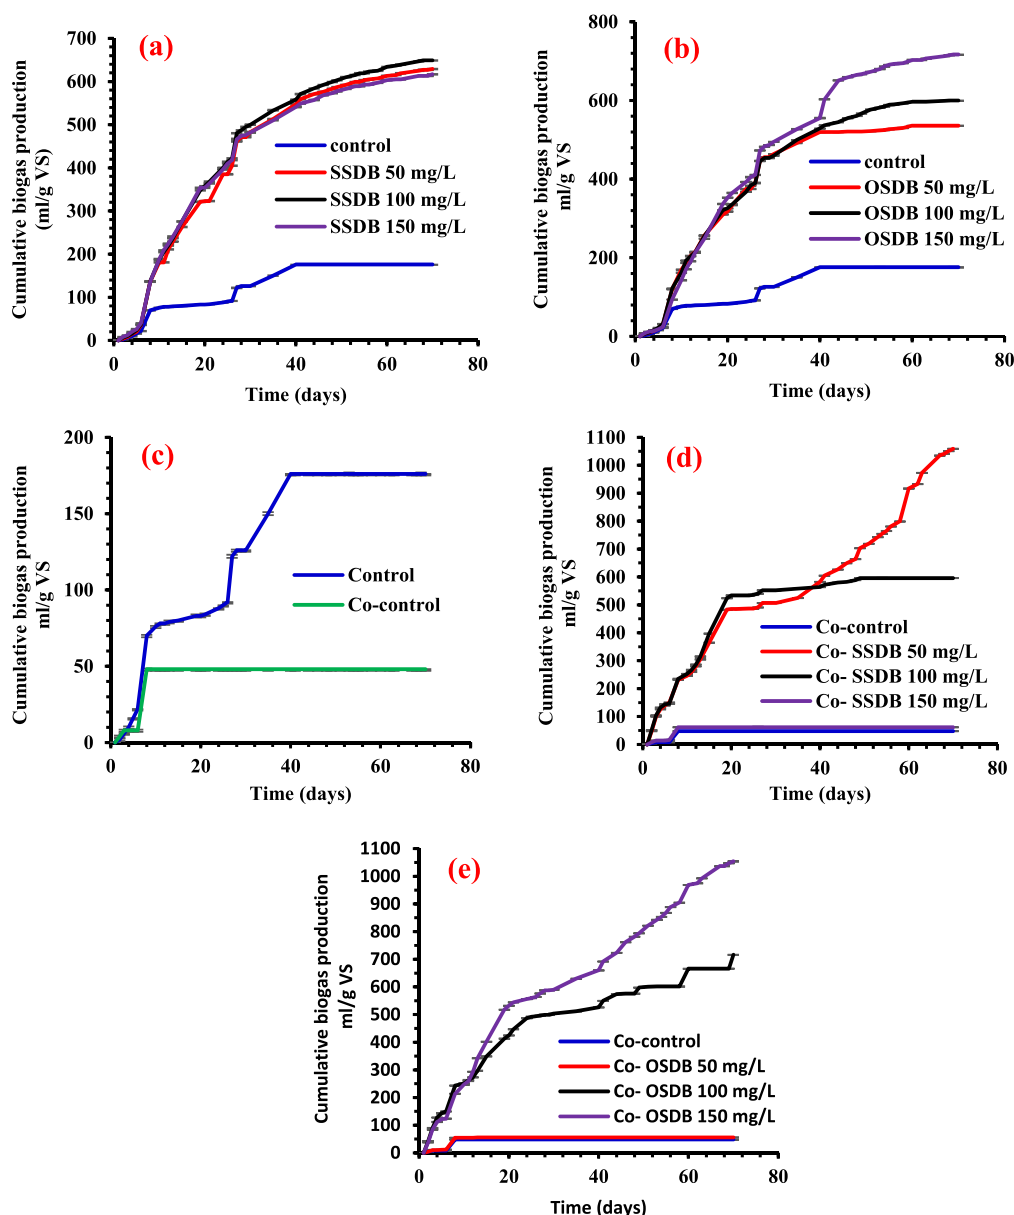 (a)
Cumulative biogas production
(ml/g VS)
700
600
500
400
300
200
100
0
control
SSDB 50 mg/L
SSDB 100 mg/L
SSDB 150 mg/L
0 20 40 60 80
Time (days)
(b)
Cumulative biogas production
ml/g VS
800
600
400
200
0
control
OSDB 50 mg/L
OSDB 100 mg/L
OSDB 150 mg/L
0 20 40 60 80
Time (days)
(c)
Cumulative biogas production
ml/g VS
200
150
100
50
0
Control
Co-control
0 20 40 60 80
Time (days)
(d)
Cumulative biogas production
ml/g VS
1100
1000
900
800
700
600
500
400
300
200
100
0
Co-control
Co- SSDB 50 mg/L
Co- SSDB 100 mg/L
Co- SSDB 150 mg/L
0 20 40 60 80
Time (days)
(e)
Cumulative biogas production
ml/g VS
1100
1000
900
800
700
600
500
400
300
200
100
0
Co-control
Co- OSDB 50 mg/L
Co- OSDB 100 mg/L
Co- OSDB 150 mg/L
0 20 40 60 80
Time (days)